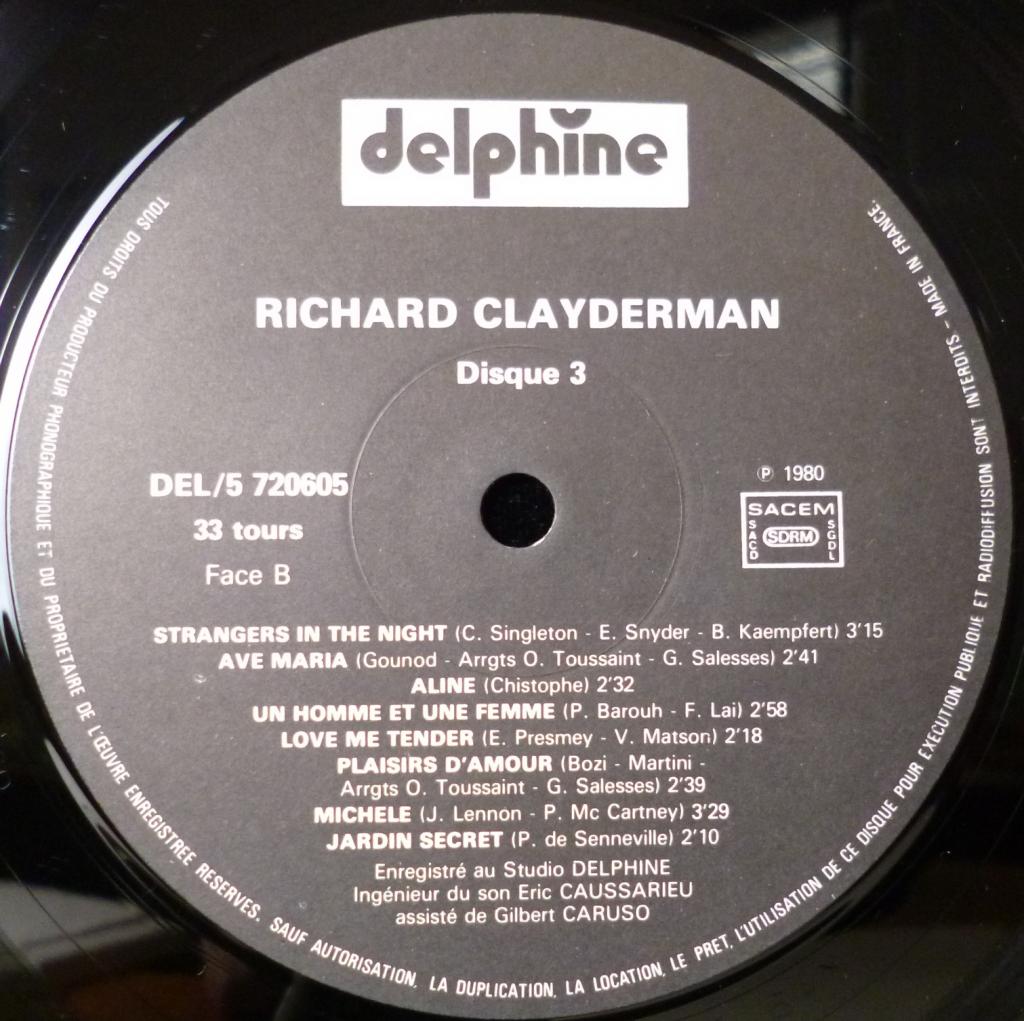 delphine
RICHARD CLAYDERMAN
Disque 3
DEL/5 720605
33 tours
Face B
℗ 1980
SACEM
SACD
SDRM
SGDL
STRANGERS IN THE NIGHT (C. Singleton - E. Snyder - B. Kaempfert) 3'15
AVE MARIA (Gounod - Arrgts O. Toussaint - G. Salesses) 2'41
ALINE (Chistophe) 2'32
UN HOMME ET UNE FEMME (P. Barouh - F. Lai) 2'58
LOVE ME TENDER (E. Presmey - V. Matson) 2'18
PLAISIRS D'AMOUR (Bozi - Martini -
Arrgts O. Toussaint - G. Salesses) 2'39
MICHELE (J. Lennon - P. Mc Cartney) 3'29
JARDIN SECRET (P. de Senneville) 2'10
Enregistré au Studio DELPHINE
Ingénieur du son Eric CAUSSARIEU
assisté de Gilbert CARUSO
TOUS DROITS DU PRODUCTEUR PHONOGRAPHIQUE ET DU PROPRIETAIRE DE L'ŒUVRE ENREGISTREE RESERVES. SAUF AUTORISATION, LA DUPLICATION, LA LOCATION, LE PRET, L'UTILISATION DE CE DISQUE POUR EXECUTION PUBLIQUE ET RADIODIFFUSION SONT INTERDITS - MADE IN FRANCE.